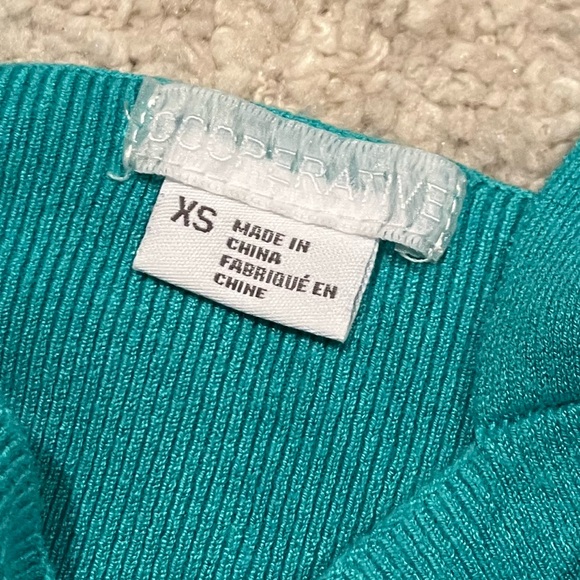 COOPERATIVE
XS
MADE IN
CHINA
FABRIQUÉ EN
CHINE